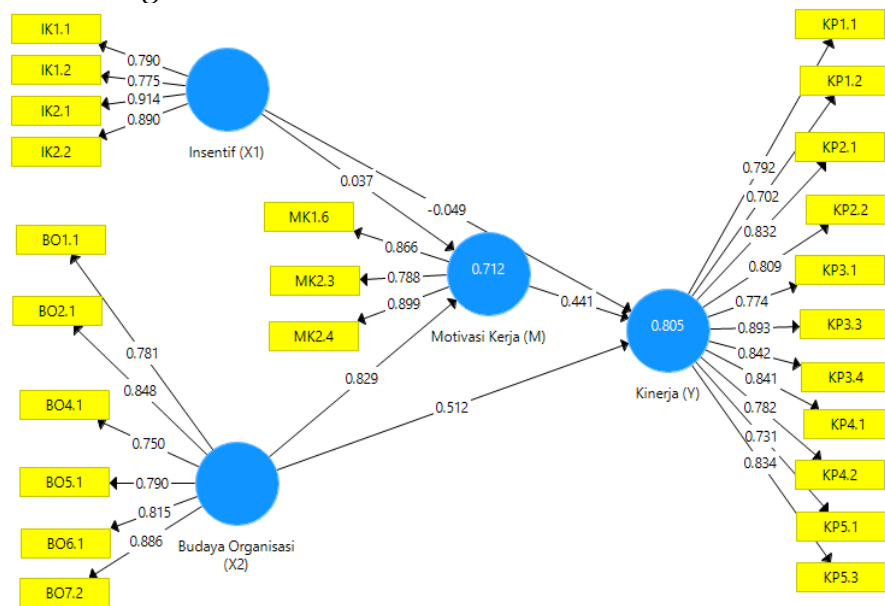 IK1.1
IK1.2
IK2.1
IK2.2
0.790
0.775
0.914
0.890
Insentif (X1)
0.037
-0.049
BO1.1
BO2.1
BO4.1
BO5.1
BO6.1
BO7.2
0.781
0.848
0.750
0.790
0.815
0.886
Budaya Organisasi
(X2)
0.829
0.512
MK1.6
MK2.3
MK2.4
0.866
0.788
0.899
0.712
Motivasi Kerja (M)
0.441
0.805
Kinerja (Y)
0.792
0.702
0.832
0.809
0.774
0.893
0.842
0.841
0.782
0.731
0.834
KP1.1
KP1.2
KP2.1
KP2.2
KP3.1
KP3.3
KP3.4
KP4.1
KP4.2
KP5.1
KP5.3